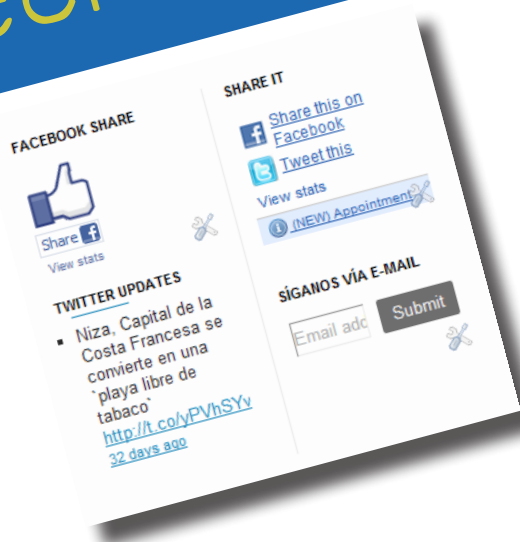 FACEBOOK SHARE
Share
View stats
TWITTER UPDATES
Niza, Capital de la
Costa Francesa se
convierte en una
`playa libre de
tabaco`
http://t.co/yPVhSYv
32 days ago
SHARE IT
Share this on
Facebook
Tweet this
View stats
(NEW) Appointment
SÍGANOS VÍA E-MAIL
Email adc
Submit